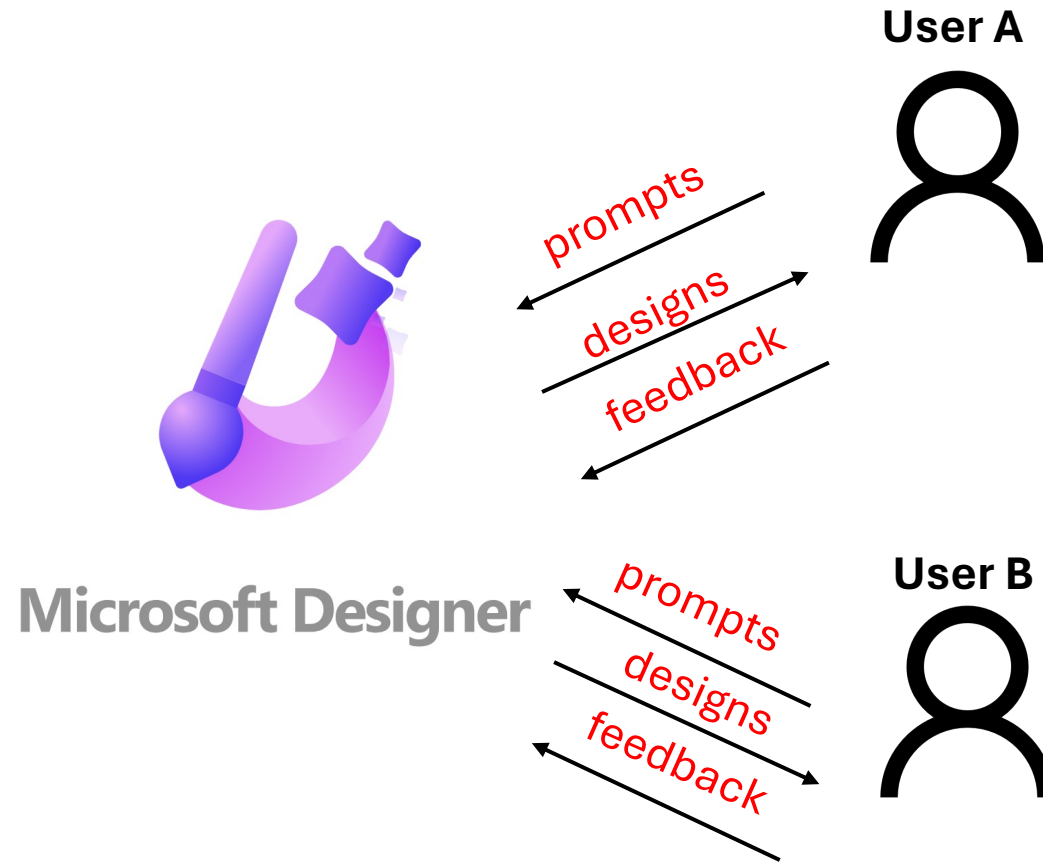 User A
prompts
designs
feedback
Microsoft Designer
User B
prompts
designs
feedback